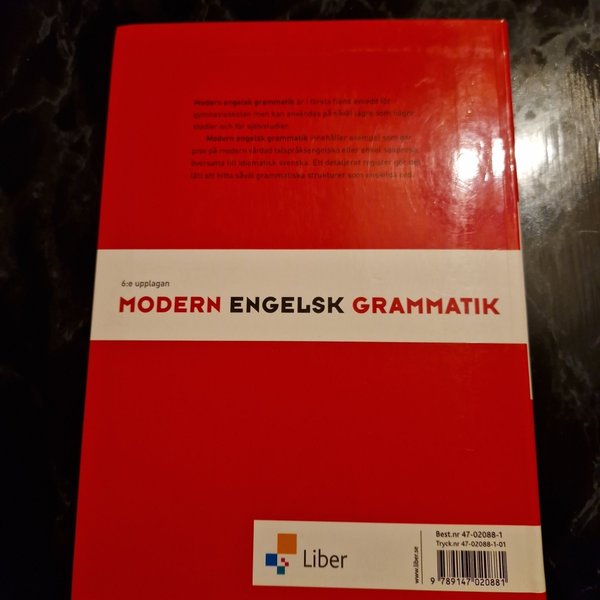 Modern engelsk grammatik är i första hand avsedd för
gymnasieskolan men kan användas på såväl lägre som högre
stadier och för självstudier.
Modern engelsk grammatik innehåller exempel som ger
prov på modern vårdad talspråksengelska eller enkel sakprosa,
översatta till idiomatisk svenska. Ett detaljerat register gör det
lätt att hitta såväl grammatiska strukturer som enskilda ord.
6:e upplagan
MODERN ENGELSK GRAMMATIK
Best.nr 47-02088-1
Tryck.nr 47-02088-1-01
www.liber.se
Liber
9 789147 020881